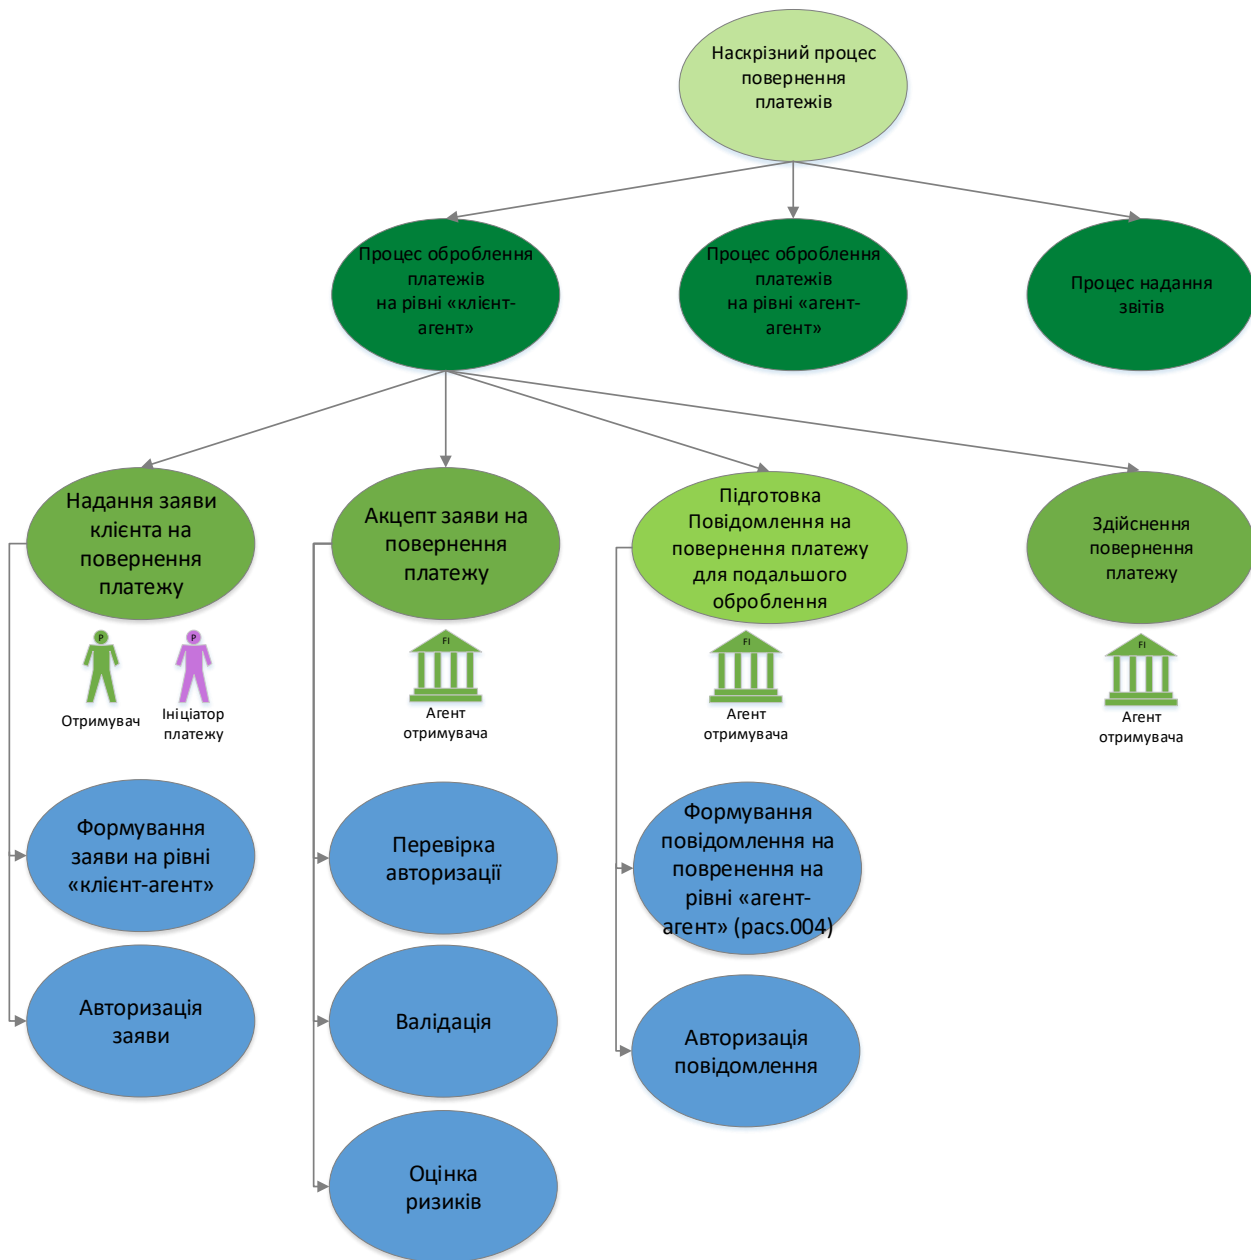 Наскрізний процес
повернення
платежів
Процес оброблення
платежів
на рівні «клієнт-
агент»
Процес оброблення
платежів
на рівні «агент-
агент»
Процес надання
звітів
Надання заяви
клієнта на
повернення
платежу
Акцепт заяви на
повернення
платежу
Підготовка
Повідомлення на
повернення платежу
для подальшого
оброблення
Здійснення
повернення
платежу
P
Отримувач
P
Ініціатор
платежу
FI
Агент
отримувача
FI
Агент
отримувача
FI
Агент
отримувача
Формування
заяви на рівні
«клієнт-агент»
Перевірка
авторизації
Формування
повідомлення на
повренення на
рівні «агент-
агент» (pacs.004)
Авторизація
заяви
Валідація
Авторизація
повідомлення
Оцінка
ризиків